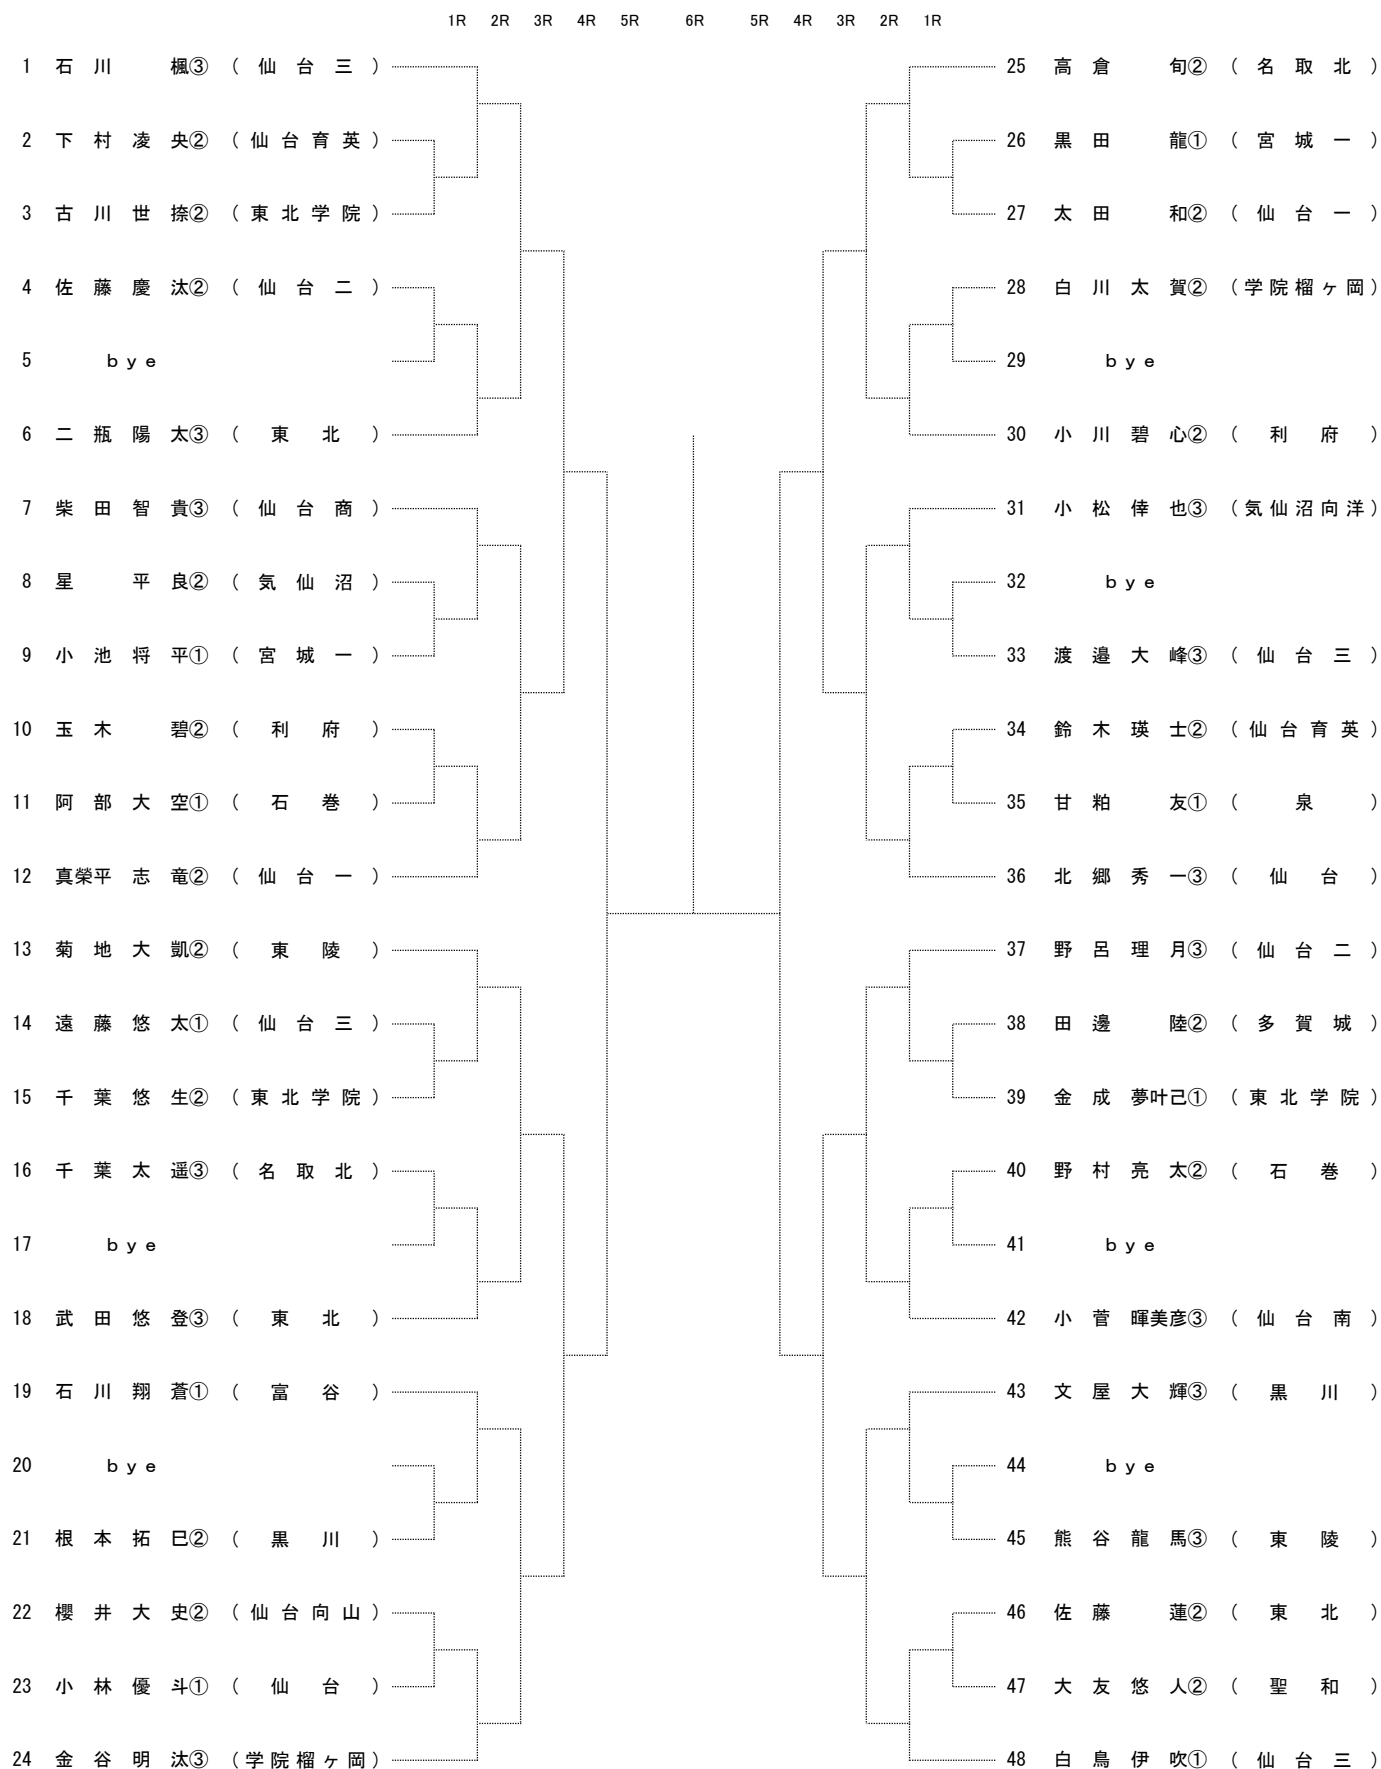 1R 2R 3R 4R 5R 6R 5R 4R 3R 2R 1R
1 石川 楓③ (仙台三)
2 下村凌央② (仙台育英)
3 古川世捺② (東北学院)
4 佐藤慶汰② (仙台二)
5 bye
6 二瓶陽太③ (東北)
7 柴田智貴③ (仙台商)
8 星 平良② (気仙沼)
9 小池将平① (宮城一)
10 玉木 碧② (利府)
11 阿部大空① (石巻)
12 真榮平志竜② (仙台一)
13 菊地大凱② (東陵)
14 遠藤悠太① (仙台三)
15 千葉悠生② (東北学院)
16 千葉太遥③ (名取北)
17 bye
18 武田悠登③ (東北)
19 石川翔蒼① (富谷)
20 bye
21 根本拓巳② (黒川)
22 櫻井大史② (仙台向山)
23 小林優斗① (仙台)
24 金谷明汰③ (学院榴ヶ岡)
25 高倉 旬② (名取北)
26 黒田 龍① (宮城一)
27 太田 和② (仙台一)
28 白川太賀② (学院榴ヶ岡)
29 bye
30 小川碧心② (利府)
31 小松倖也③ (気仙沼向洋)
32 bye
33 渡邉大峰③ (仙台三)
34 鈴木瑛士② (仙台育英)
35 甘粕 友① (泉)
36 北郷秀一③ (仙台)
37 野呂理月③ (仙台二)
38 田邊 陸② (多賀城)
39 金成夢叶己① (東北学院)
40 野村亮太② (石巻)
41 bye
42 小菅暉美彦③ (仙台南)
43 文屋大輝③ (黒川)
44 bye
45 熊谷龍馬③ (東陵)
46 佐藤 蓮② (東北)
47 大友悠人② (聖和)
48 白鳥伊吹① (仙台三)